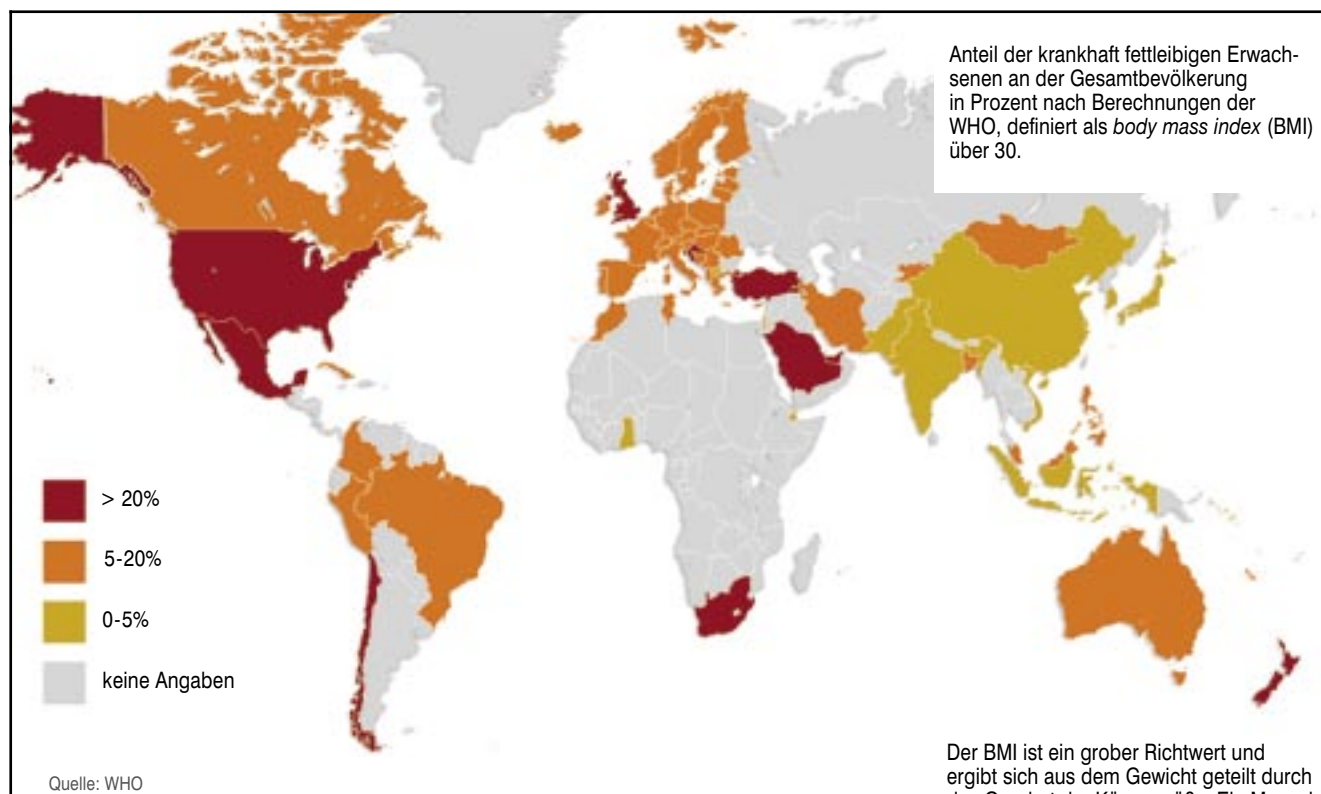 Anteil der krankhaft fettleibigen Erwach-
senen an der Gesamtbevölkerung
in Prozent nach Berechnungen der
WHO, definiert als body mass index (BMI)
über 30.
> 20%
5-20%
0-5%
keine Angaben
Quelle: WHO
Der BMI ist ein grober Richtwert und
ergibt sich aus dem Gewicht geteilt durch